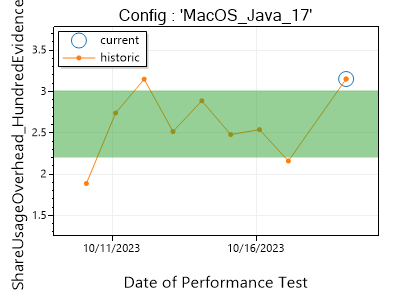 Config : 'MacOS_Java_17'
current
historic
ShareUsageOverhead_HundredEvidence
3.5
3
2.5
2
1.5
10/11/2023
10/16/2023
Date of Performance Test